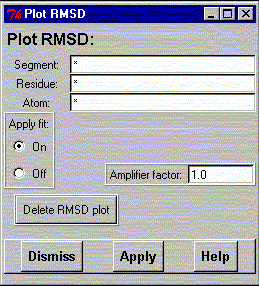 Plot RMSD
Plot RMSD:
Segment: *
Residue: *
Atom: *
Apply fit:
On
Off
Amplifier factor: 1.0
Delete RMSD plot
Dismiss Apply Help